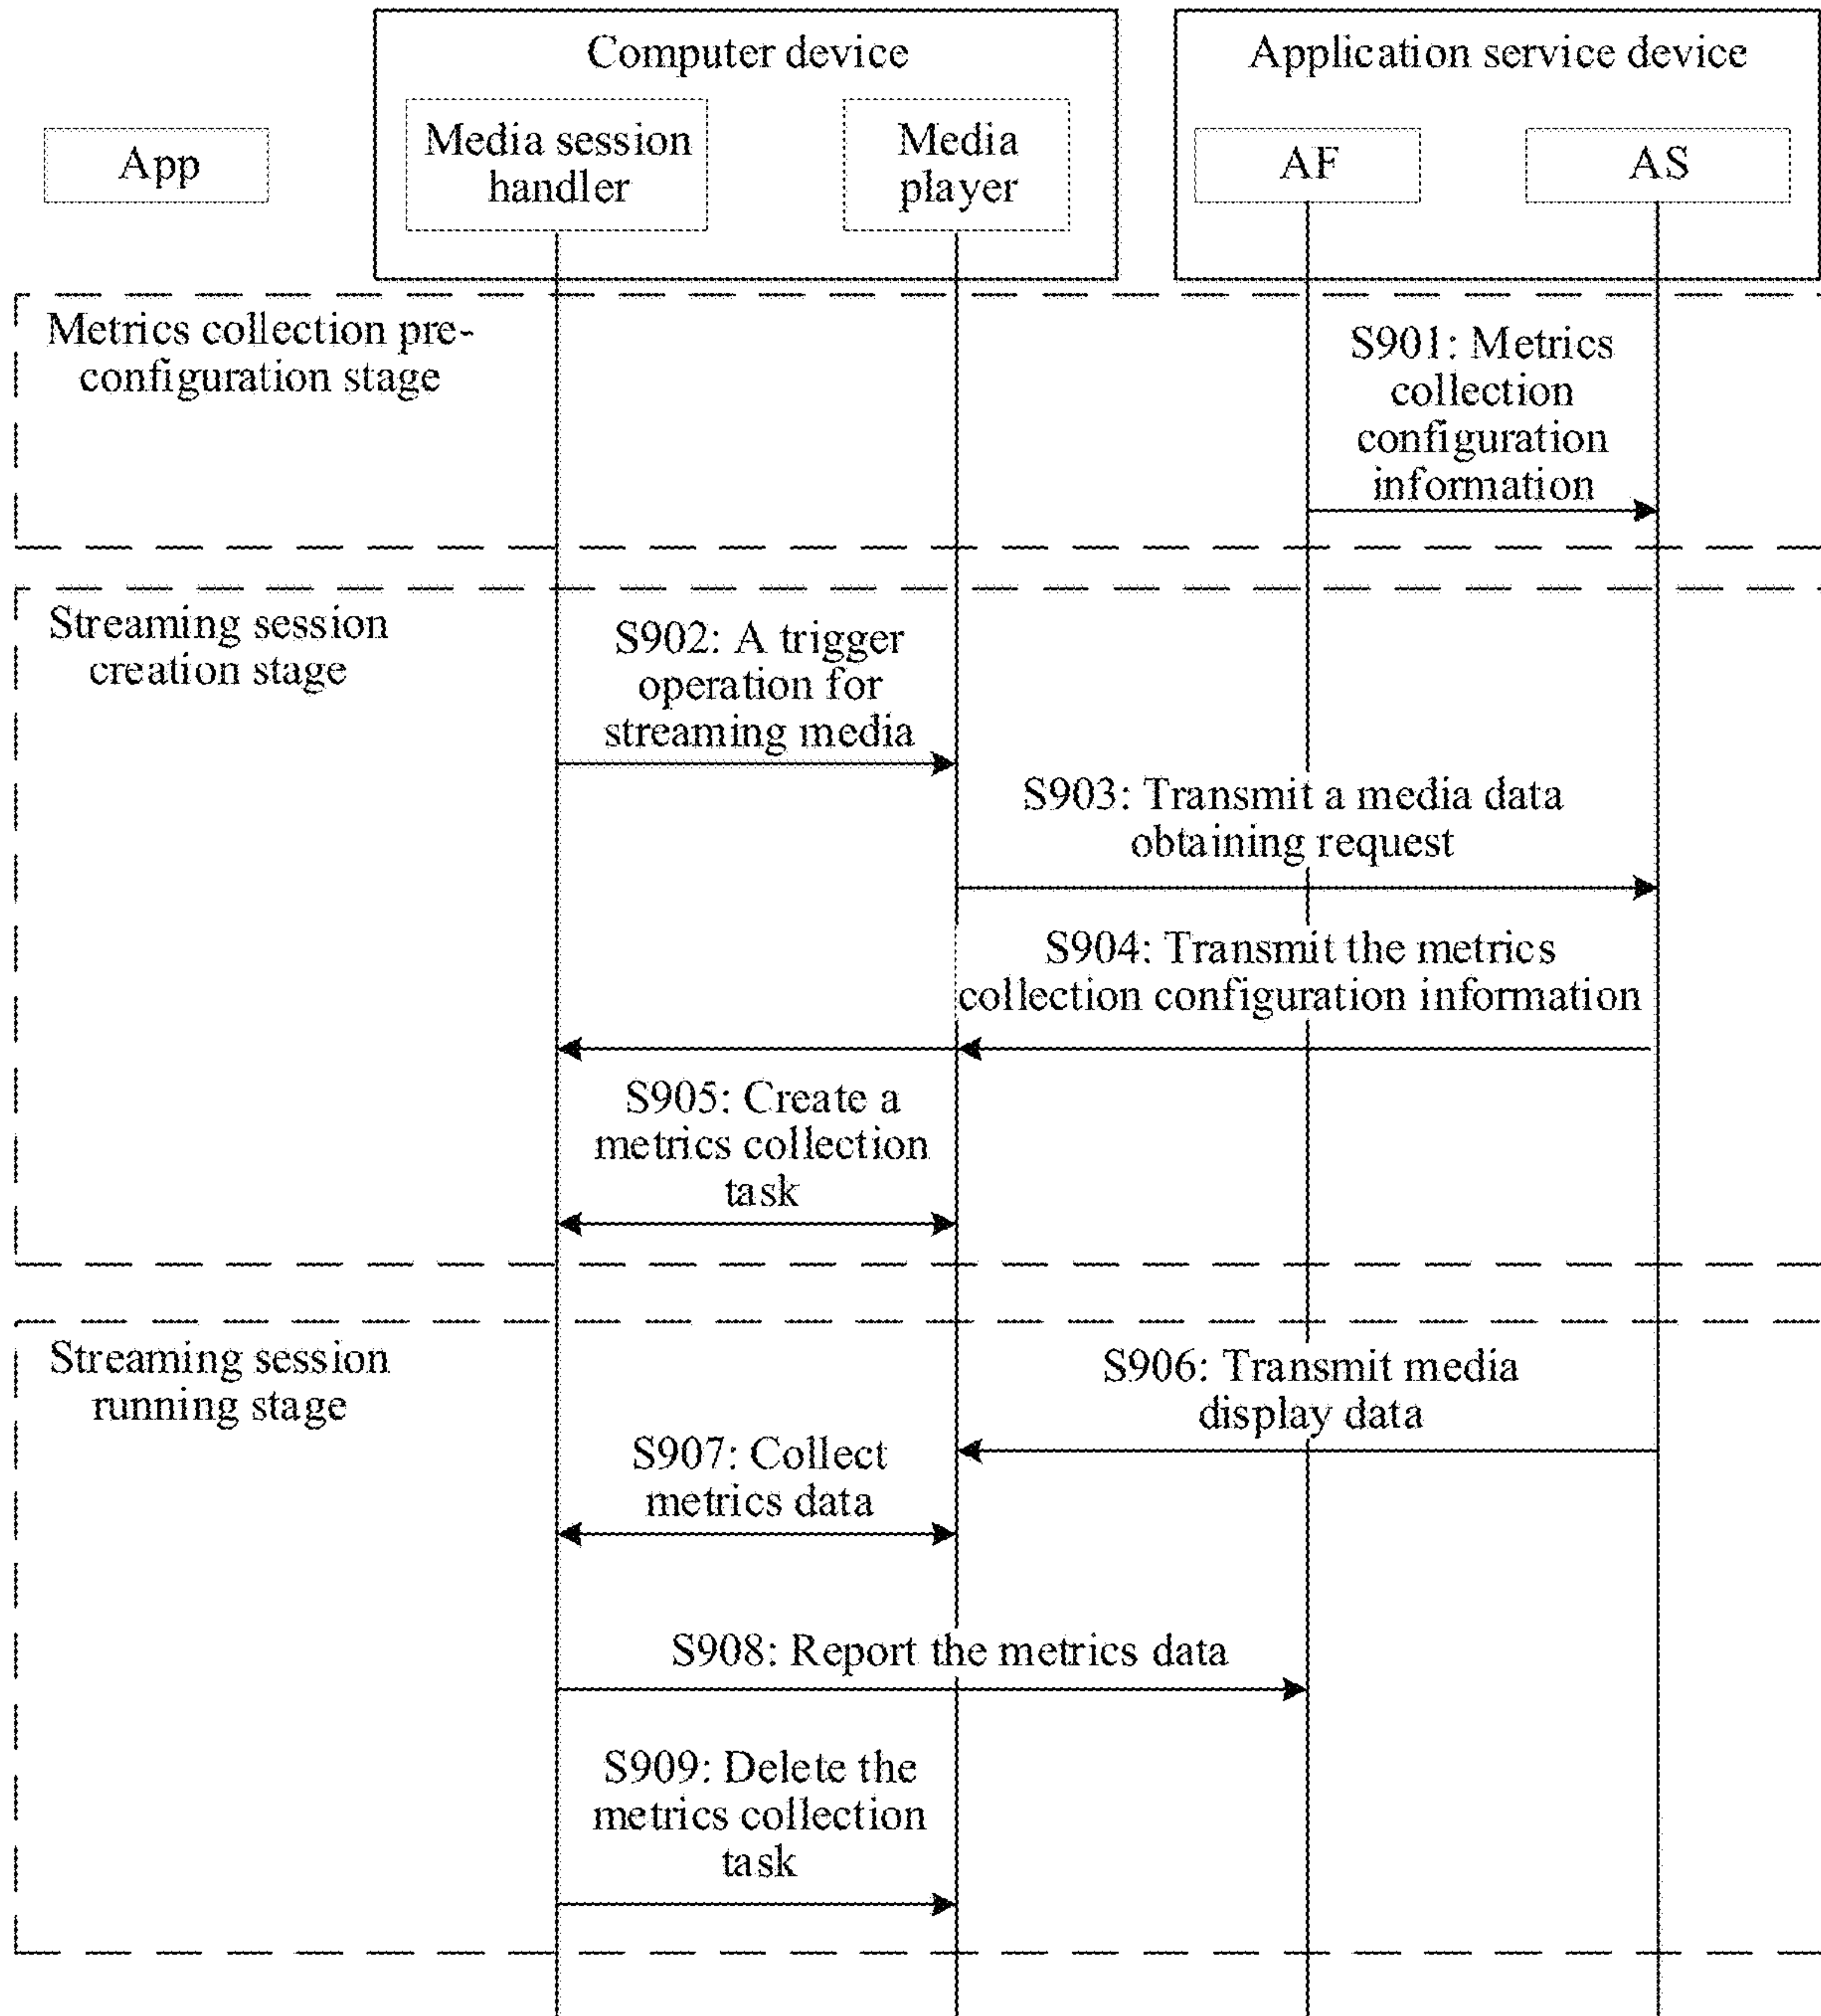 Computer device
Application service device
App
Media session
handler
Media
player
AF
AS
Metrics collection pre-
configuration stage
S901: Metrics
collection
configuration
information
Streaming session
creation stage
S902: A trigger
operation for
streaming media
S903: Transmit a media data
obtaining request
S904: Transmit the metrics
collection configuration information
S905: Create a
metrics collection
task
Streaming session
running stage
S906: Transmit media
display data
S907: Collect
metrics data
S908: Report the metrics data
S909: Delete the
metrics collection
task